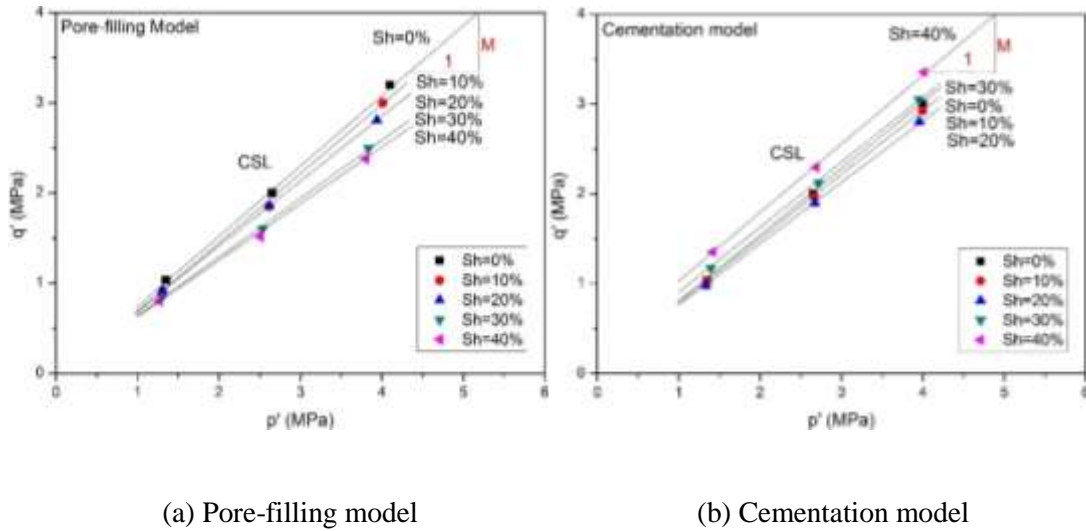 Pore-filling Model
Sh=0%
1
M
Sh=10%
Sh=20%
Sh=30%
Sh=40%
CSL
Sh=0%
Sh=10%
Sh=20%
Sh=30%
Sh=40%
q' (MPa)
4
3
2
1
0
0 1 2 3 4 5 6
p' (MPa)
Cementation model
Sh=40%
1
M
Sh=30%
Sh=0%
Sh=10%
Sh=20%
CSL
Sh=0%
Sh=10%
Sh=20%
Sh=30%
Sh=40%
q' (MPa)
4
3
2
1
0
0 1 2 3 4 5 6
p' (MPa)
(a) Pore-filling model
(b) Cementation model